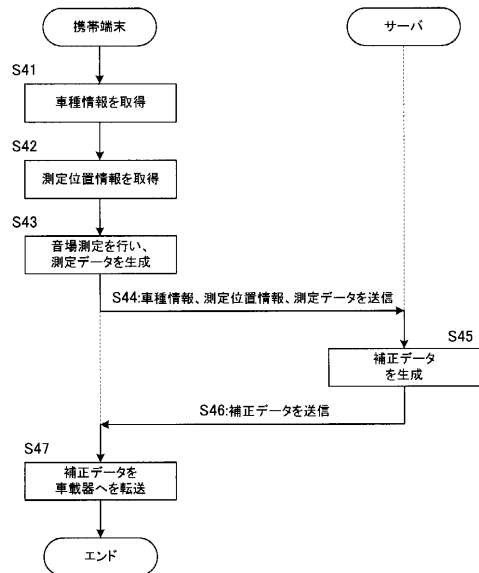 携帯端末
サーバ
S41
車種情報を取得
S42
測定位置情報を取得
S43
音場測定を行い、
測定データを生成
S44:車種情報、測定位置情報、測定データを送信
S45
補正データ
を生成
S46:補正データを送信
S47
補正データを
車載器へを転送
エンド